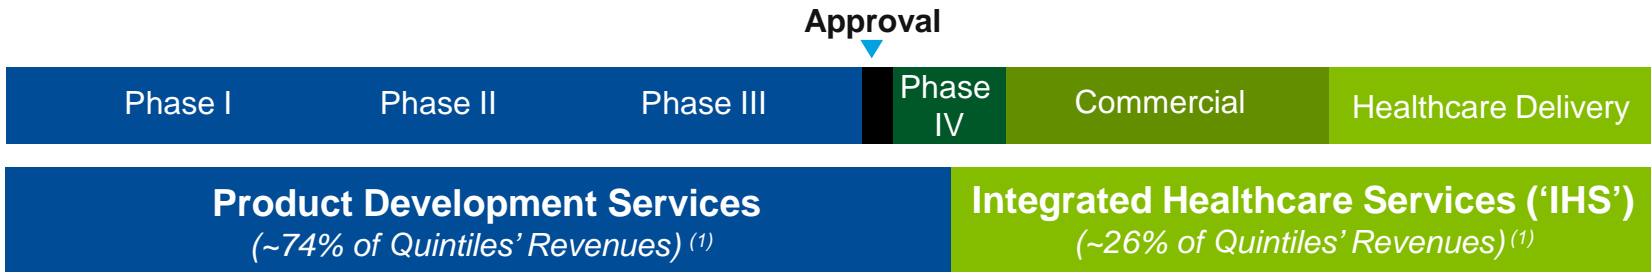 Approval
Phase I Phase II Phase III Phase Commercial Healthcare Delivery
IV
Product Development Services
(~74% of Quintiles’ Revenues) (1)
Integrated Healthcare Services (‘IHS’)
(~26% of Quintiles’ Revenues) (1)